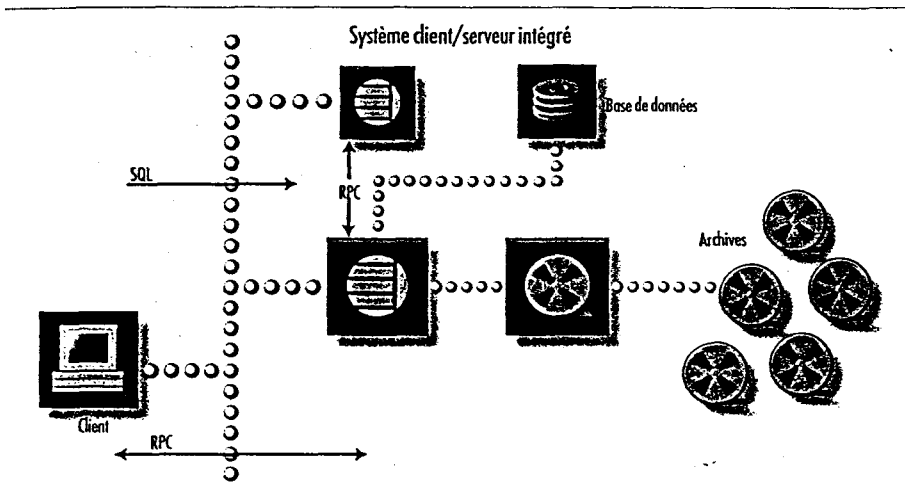 Système client/serveur intégré
Base de données
SQL
RPC
Archives
Client
RPC